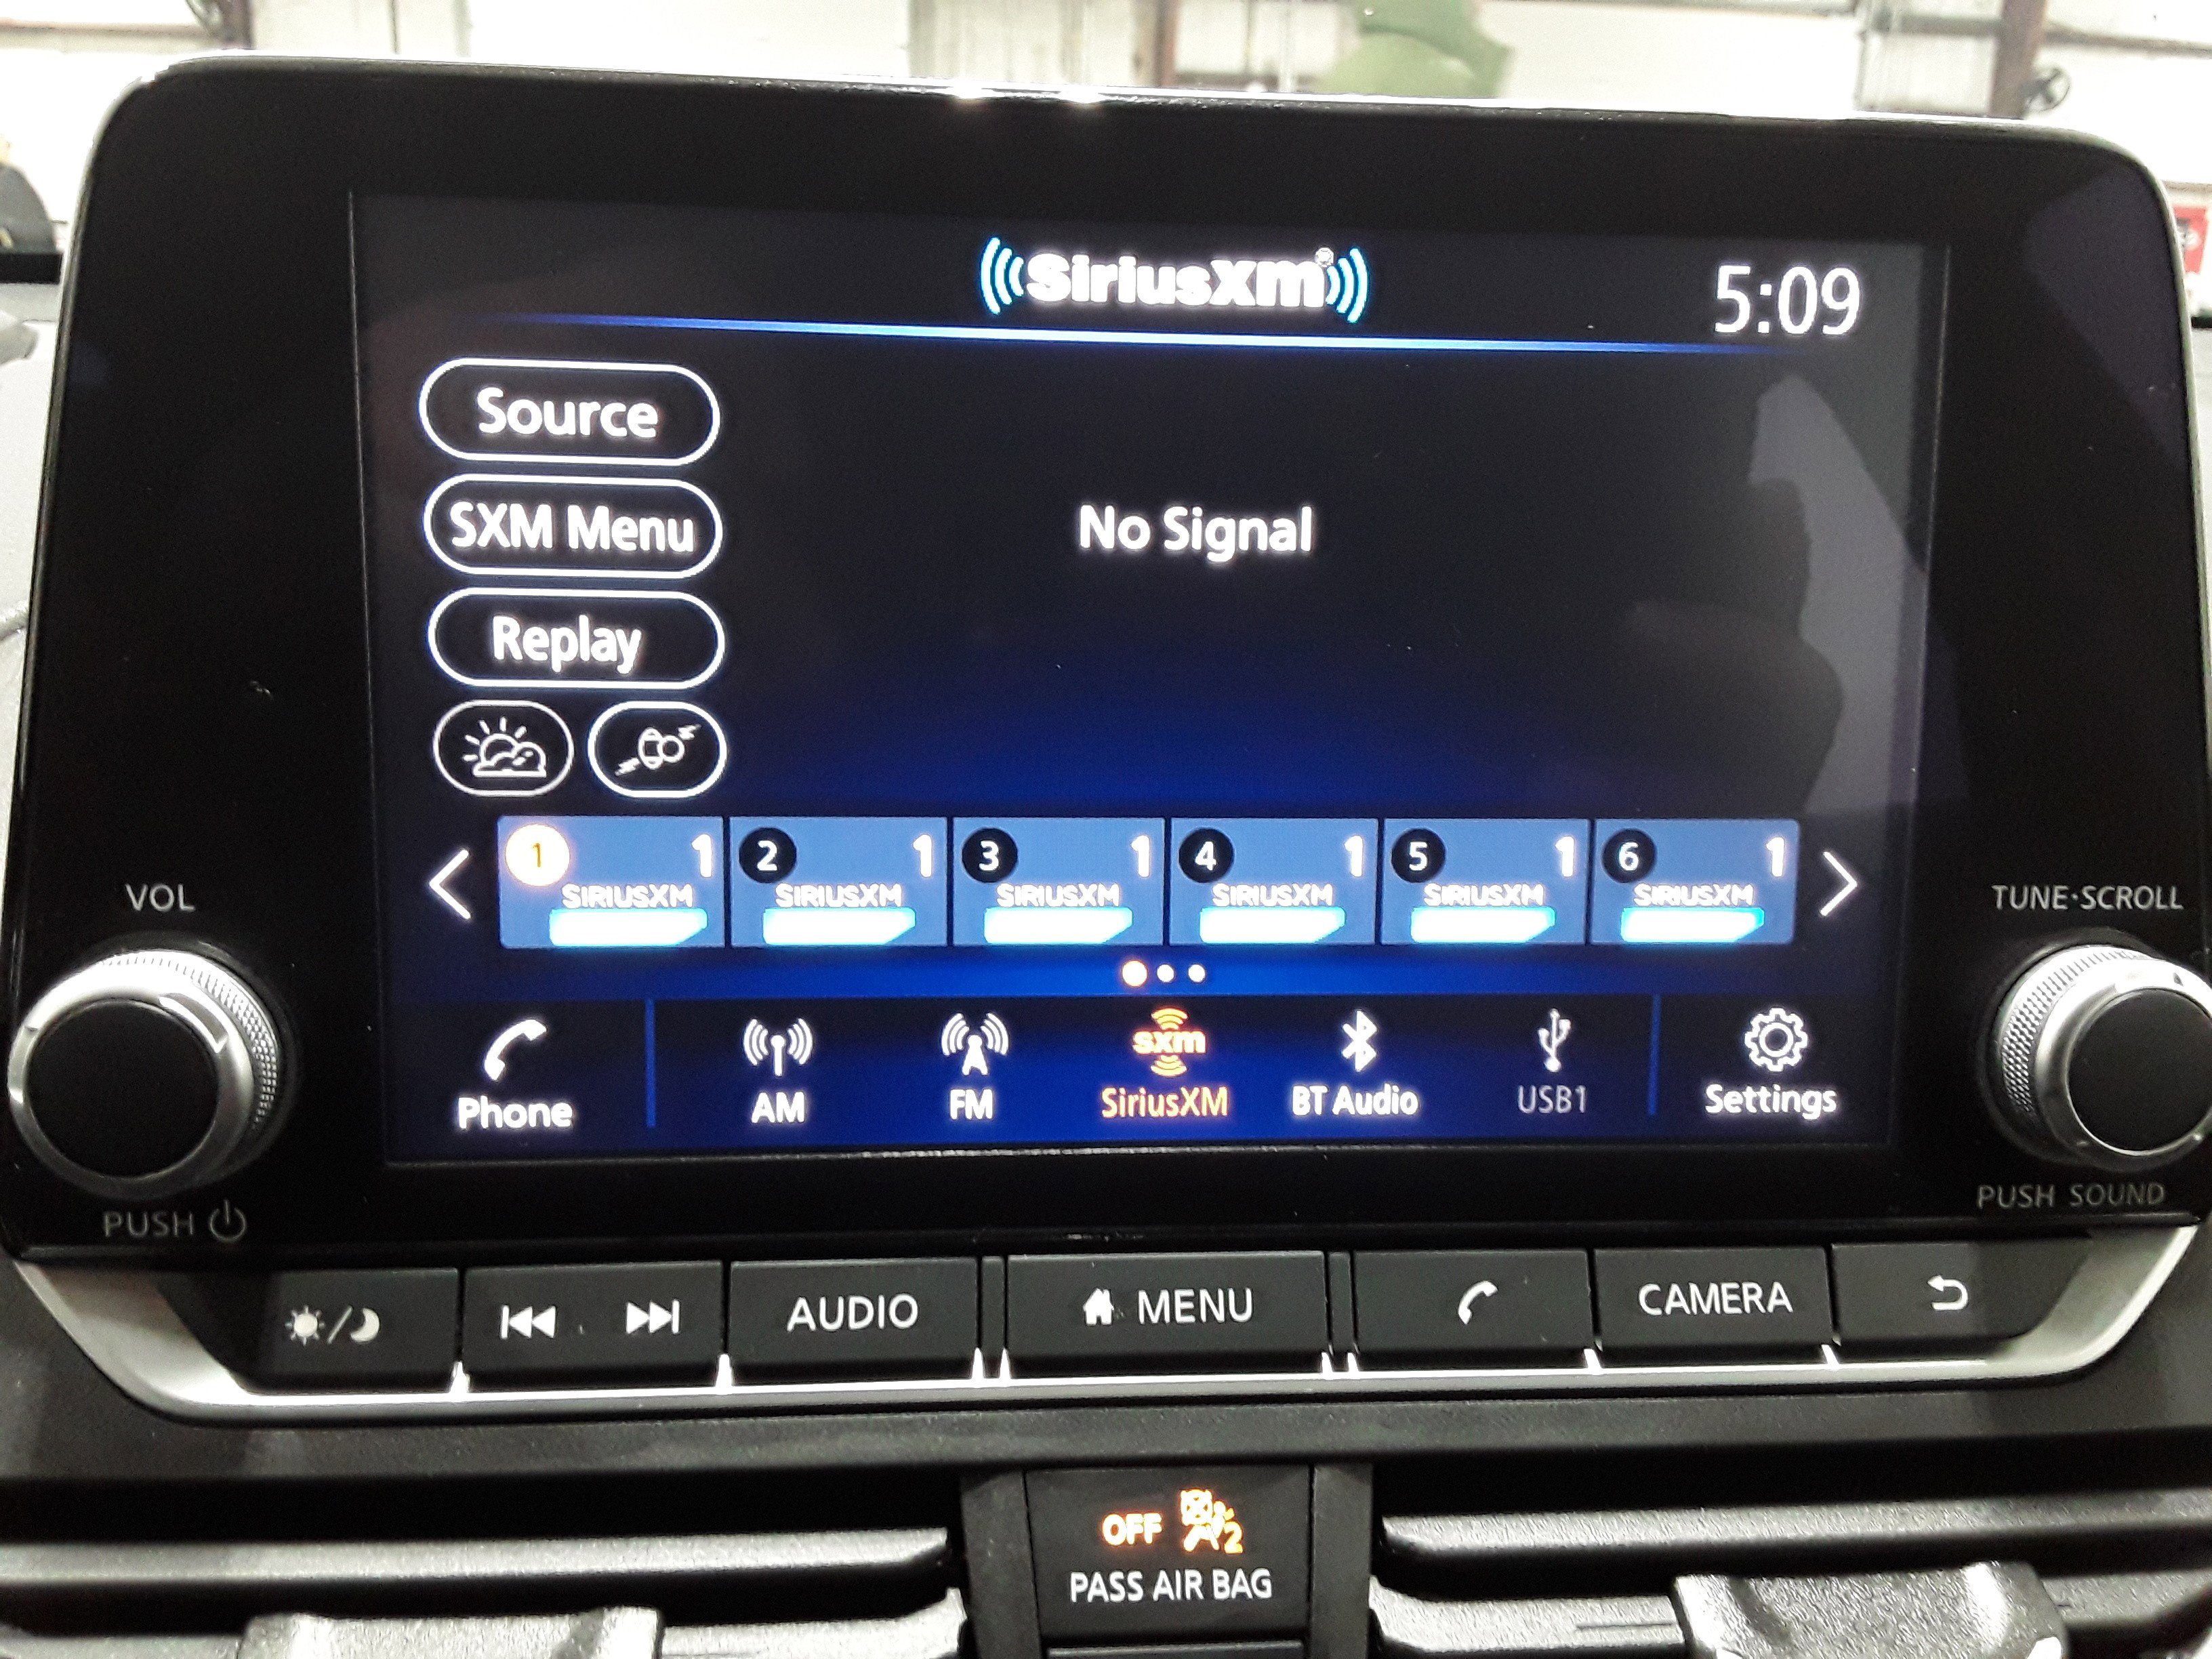 SiriusXM®
5:09
Source
SXM Menu
No Signal
Replay
1 1 2 1 3 1 4 1 5 1 6 1
SIRIUSXM SIRIUSXM SIRIUSXM SIRIUSXM SIRIUSXM SIRIUSXM
VOL
TUNE·SCROLL
sxm
Phone AM FM SiriusXM BT Audio USB1 Settings
PUSH
PUSH SOUND
AUDIO MENU CAMERA
OFF 2
PASS AIR BAG